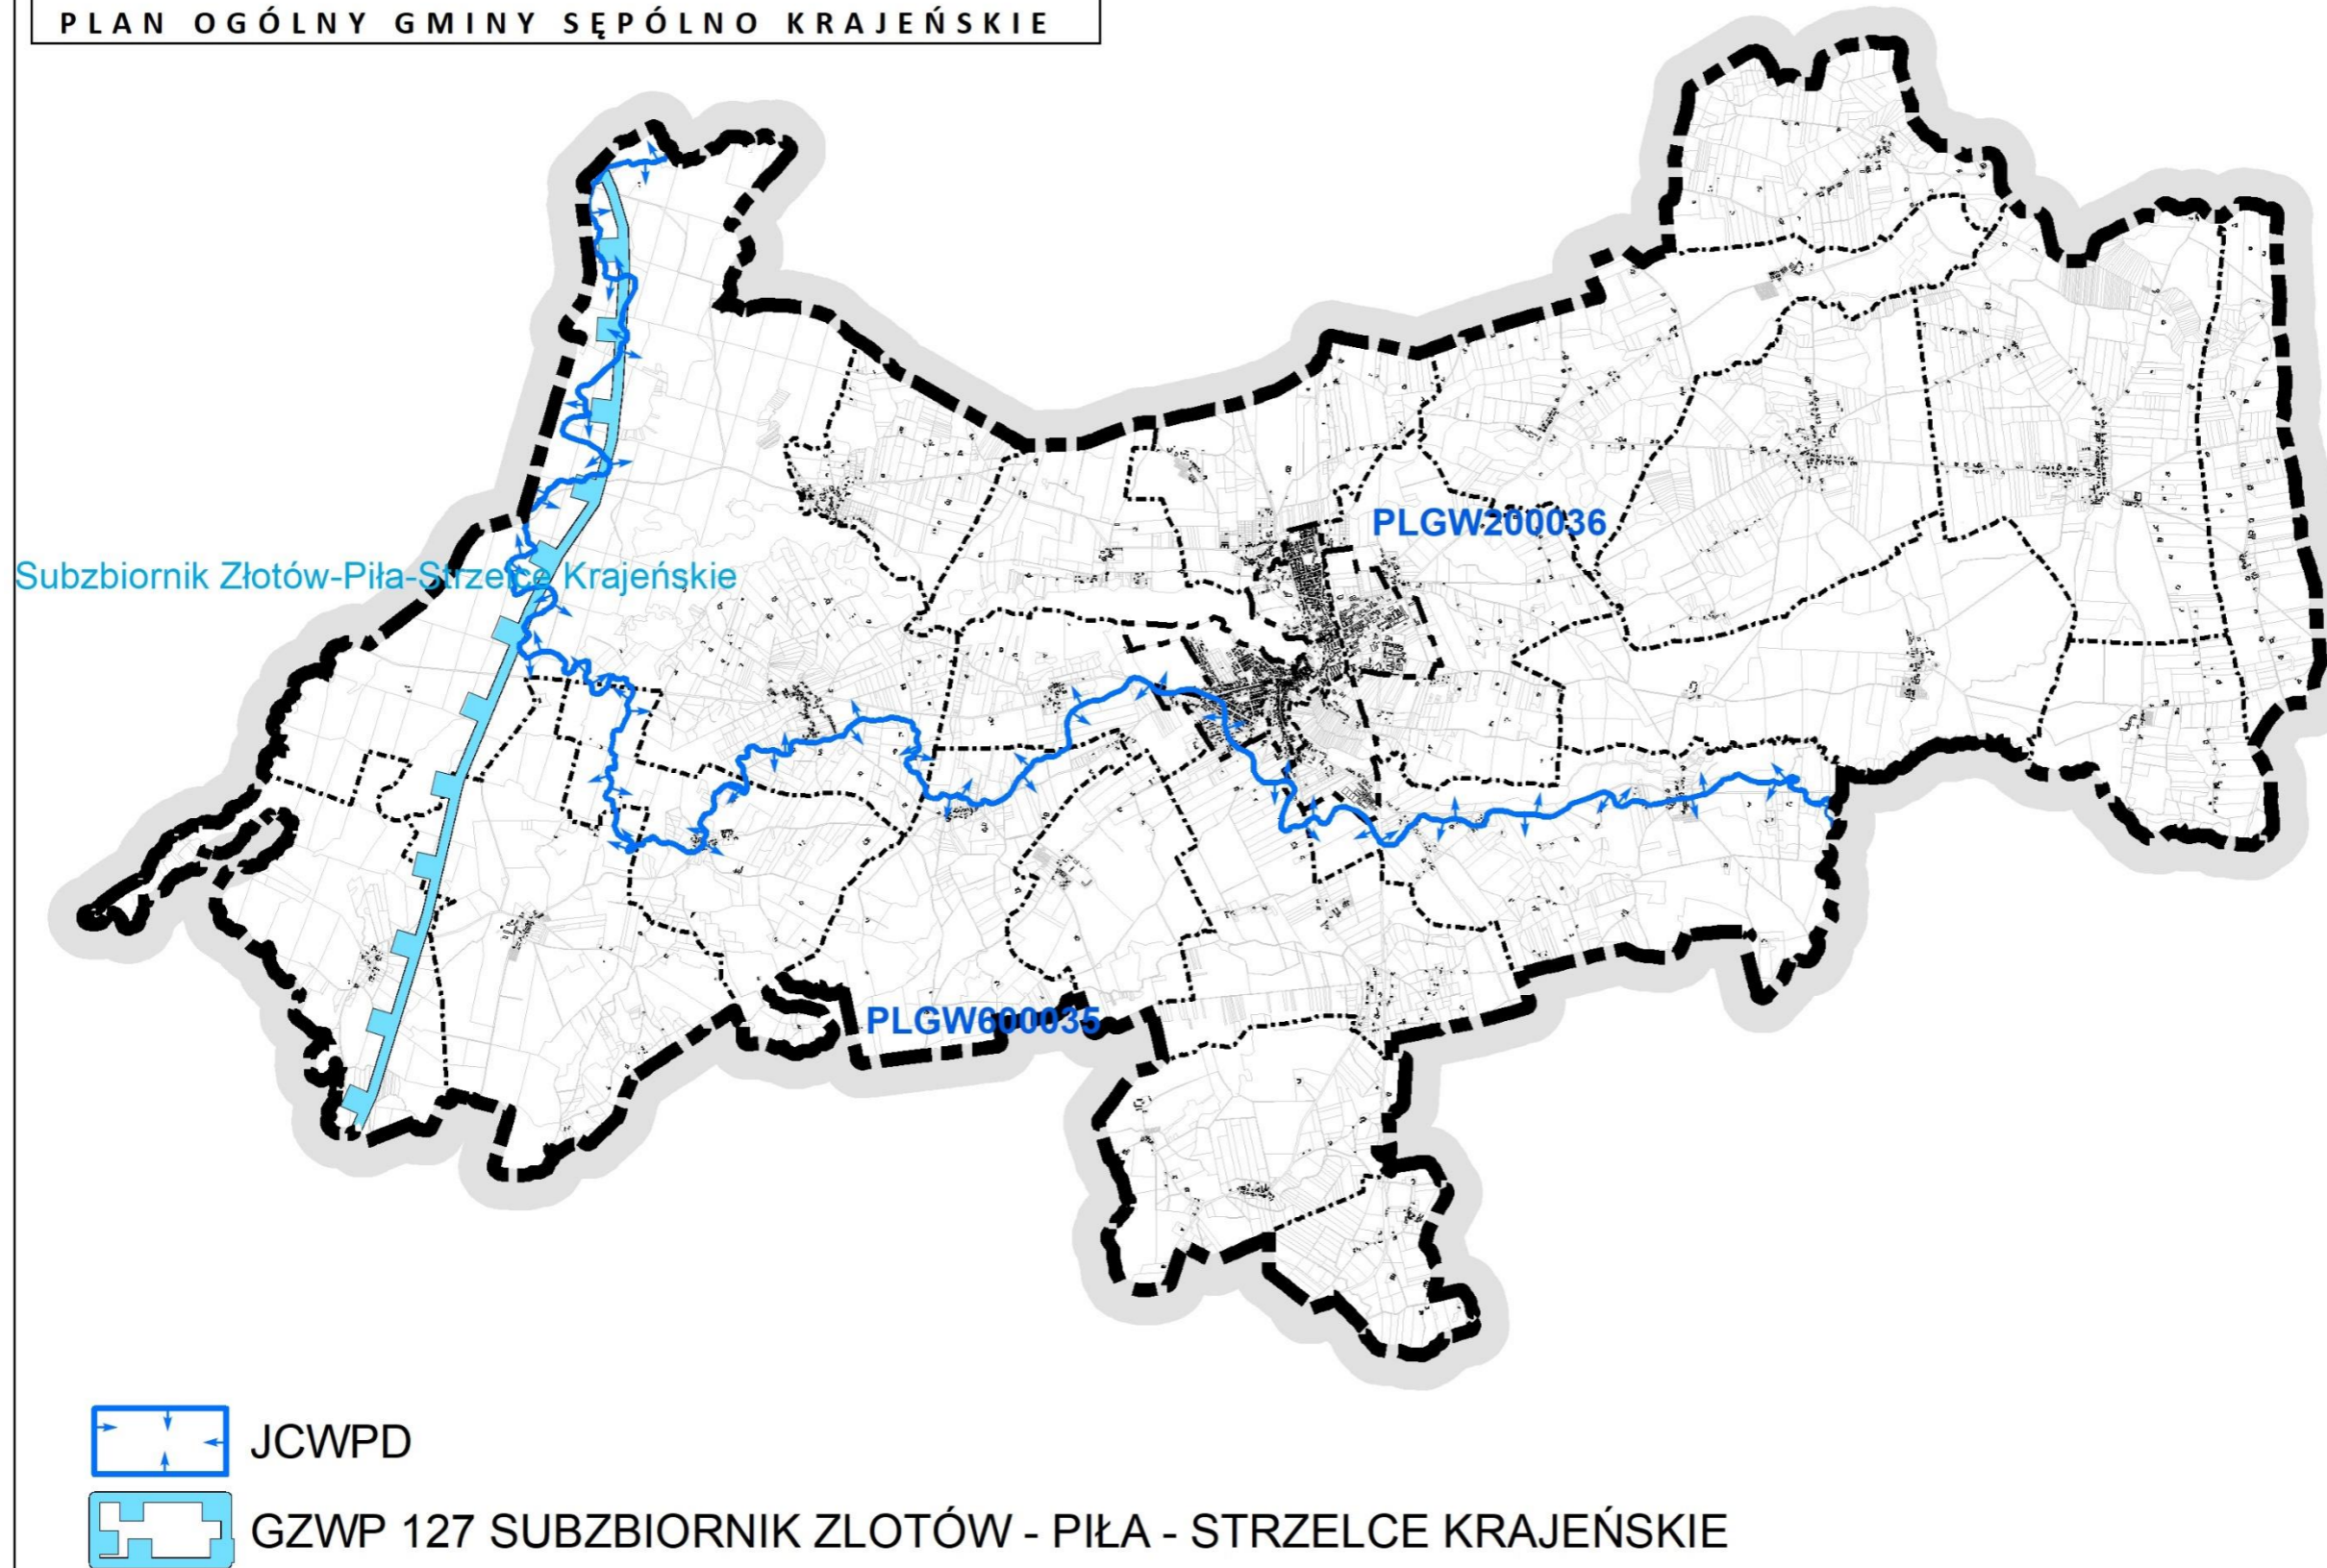 PLAN OGÓLNY GMINY SĘPÓLNO KRAJEŃSKIE
PLGW200036
Subzbiornik Złotów-Piła-Strzelce Krajeńskie
PLGW600035
JCWPD
GZWP 127 SUBZBIORNIK ZLOTÓW - PIŁA - STRZELCE KRAJEŃSKIE